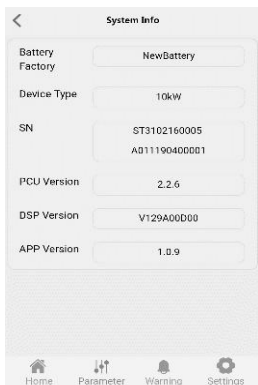 System Info
Battery Factory
NewBattery
Device Type
10kW
SN
ST3102160005
A011190400001
PCU Version
2.2.6
DSP Version
V129A00D00
APP Version
1.0.9
Home
Parameter
Warning
Settings